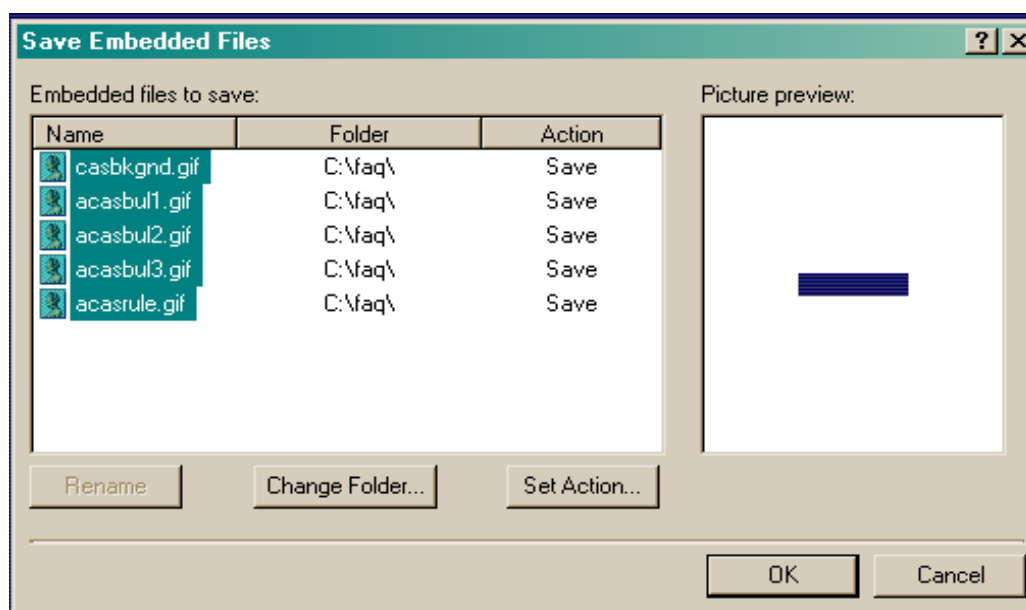 Save Embedded Files
Embedded files to save:
Picture preview:
Name Folder Action
casbkgnd.gif C:\faq\ Save
acasbul1.gif C:\faq\ Save
acasbul2.gif C:\faq\ Save
acasbul3.gif C:\faq\ Save
acasrule.gif C:\faq\ Save
Rename Change Folder... Set Action...
OK Cancel